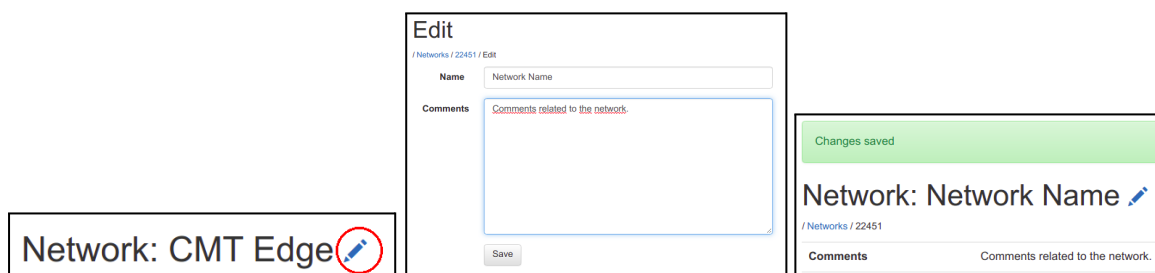 Network: CMT Edge
Edit
/ Networks / 22451 / Edit
Name Network Name
Comments Comments related to the network.
Save
Changes saved
Network: Network Name
/ Networks / 22451
Comments Comments related to the network.